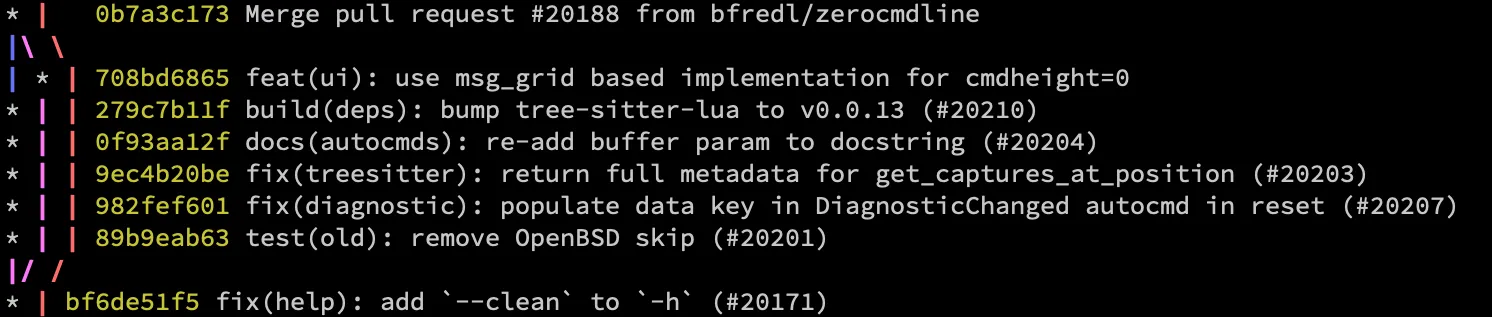 * |   0b7a3c173 Merge pull request #20188 from bfredl/zerocmdline
|\ \
| * | 708bd6865 feat(ui): use msg_grid based implementation for cmdheight=0
* | | 279c7b11f build(deps): bump tree-sitter-lua to v0.0.13 (#20210)
* | | 0f93aa12f docs(autocmds): re-add buffer param to docstring (#20204)
* | | 9ec4b20be fix(treesitter): return full metadata for get_captures_at_position (#20203)
* | | 982fef601 fix(diagnostic): populate data key in DiagnosticChanged autocmd in reset (#20207)
* | | 89b9eab63 test(old): remove OpenBSD skip (#20201)
|/ /
* | bf6de51f5 fix(help): add `--clean` to `-h` (#20171)